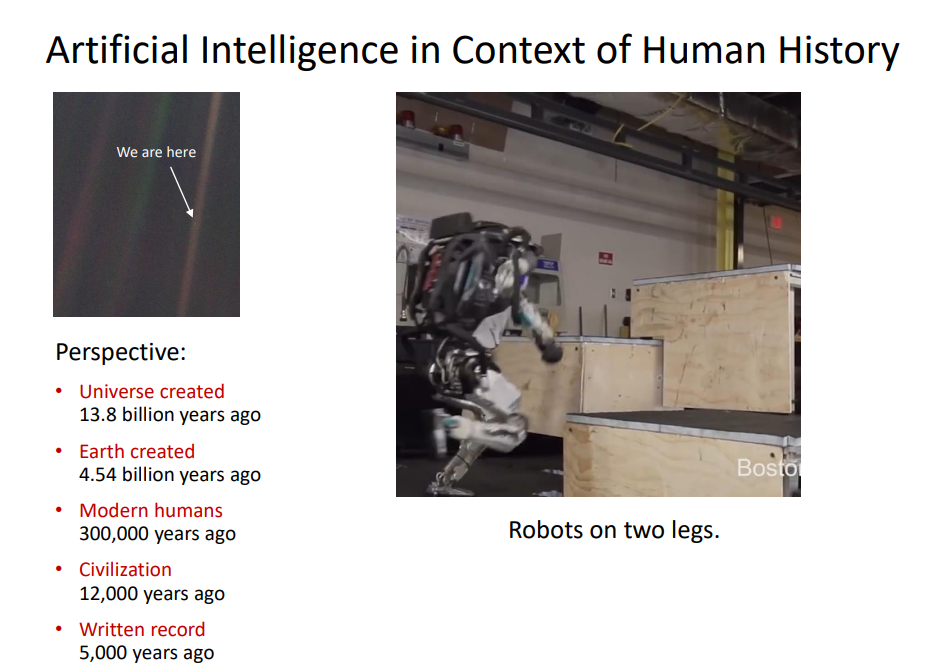 Artificial Intelligence in Context of Human History
We are here
Perspective:
• Universe created
13.8 billion years ago
• Earth created
4.54 billion years ago
• Modern humans
300,000 years ago
• Civilization
12,000 years ago
• Written record
5,000 years ago
Boston
Robots on two legs.